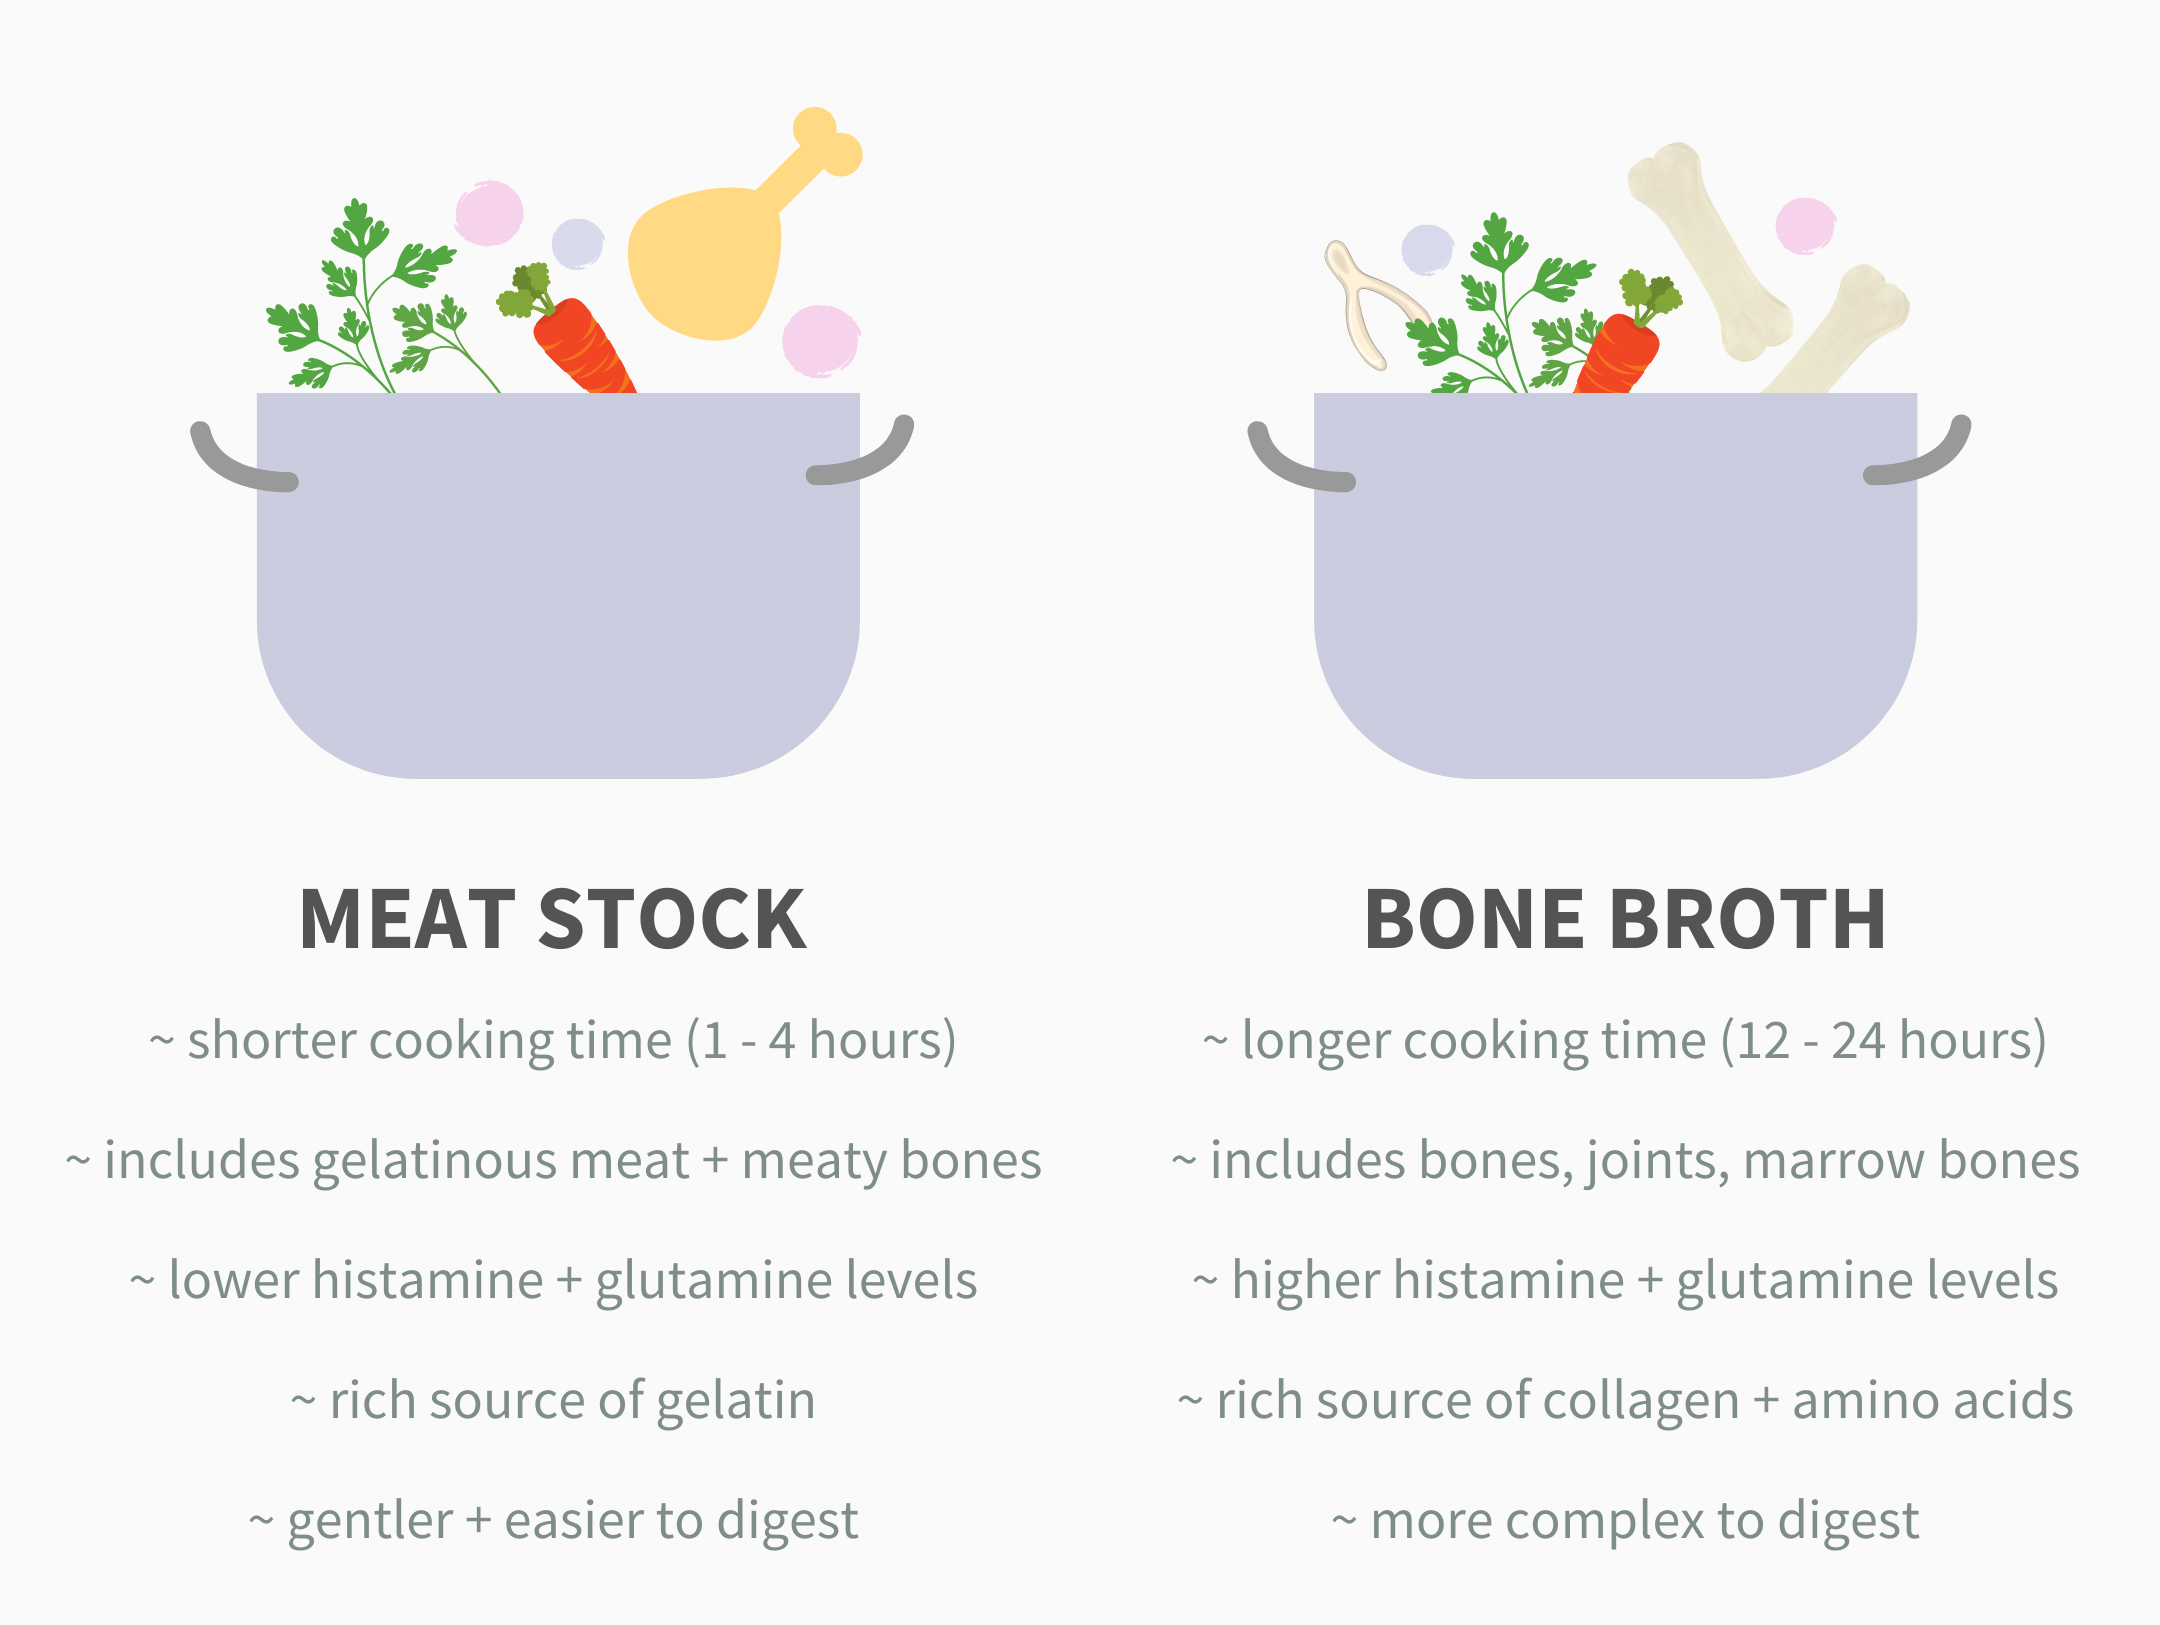 MEAT STOCK
~ shorter cooking time (1 - 4 hours)
~ includes gelatinous meat + meaty bones
~ lower histamine + glutamine levels
~ rich source of gelatin
~ gentler + easier to digest
BONE BROTH
~ longer cooking time (12 - 24 hours)
~ includes bones, joints, marrow bones
~ higher histamine + glutamine levels
~ rich source of collagen + amino acids
~ more complex to digest